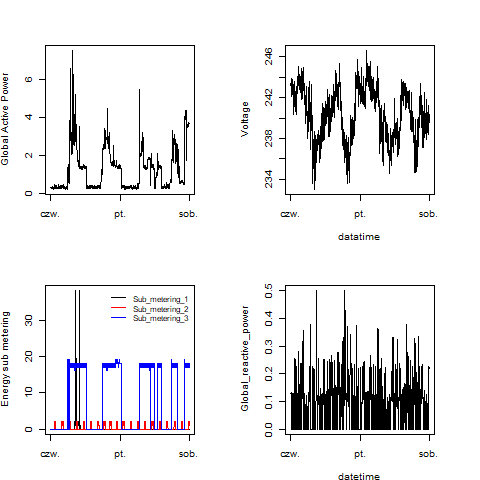 Global Active Power
0 2 4 6
czw. pt. sob.
Voltage
234 238 242 246
czw. pt. sob.
datatime
Energy sub metering
0 10 20 30
Sub_metering_1
Sub_metering_2
Sub_metering_3
czw. pt. sob.
Global_reactive_power
0.0 0.1 0.2 0.3 0.4 0.5
czw. pt. sob.
datetime